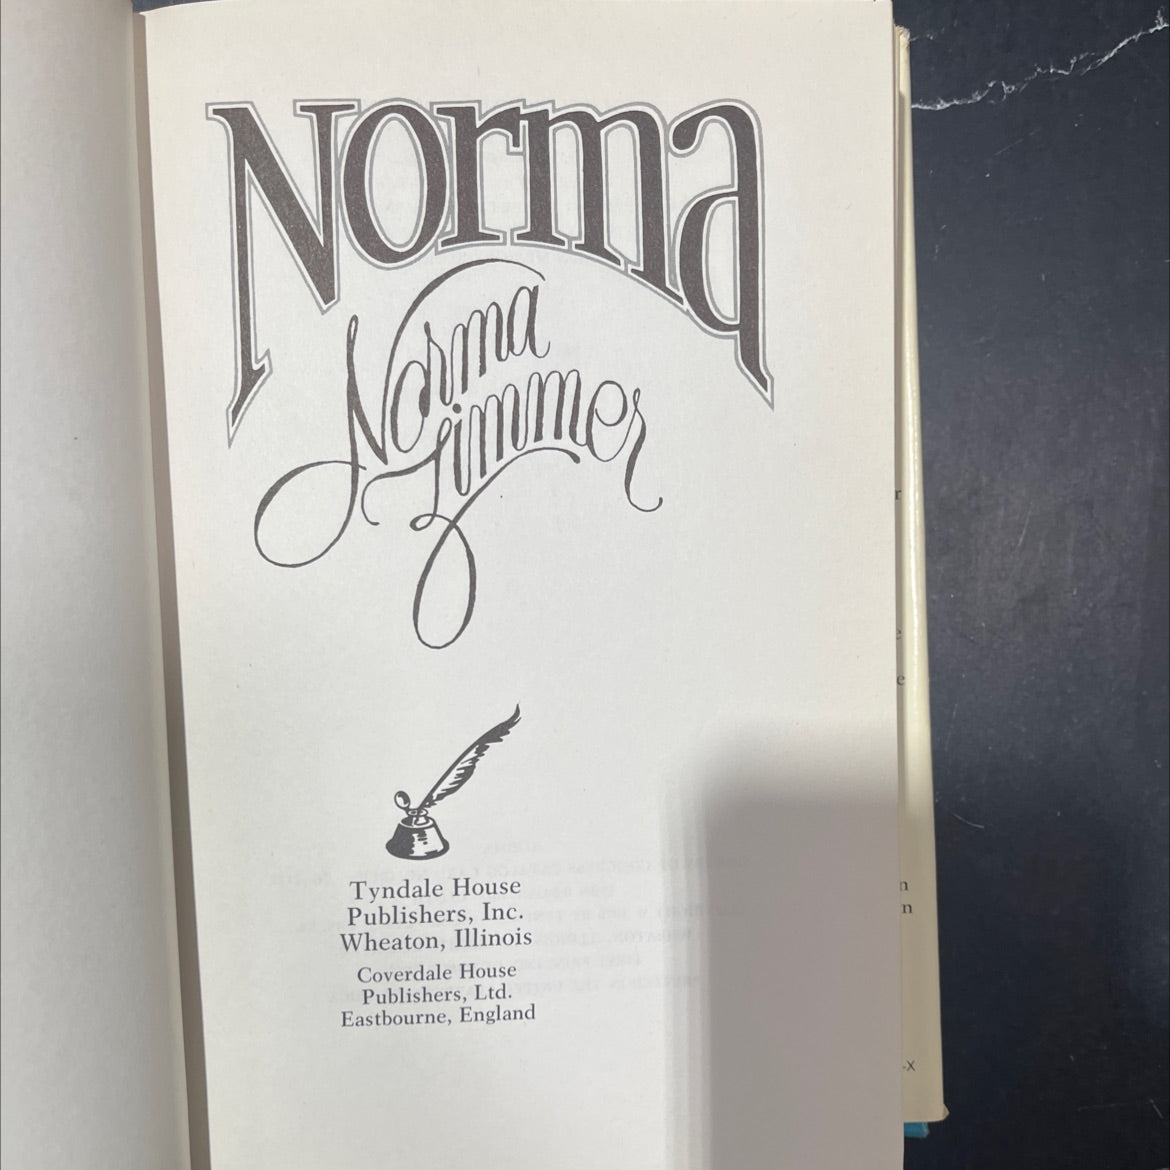 Norma
Norma
Zimmer
Tyndale House
Publishers, Inc.
Wheaton, Illinois
Coverdale House
Publishers, Ltd.
Eastbourne, England